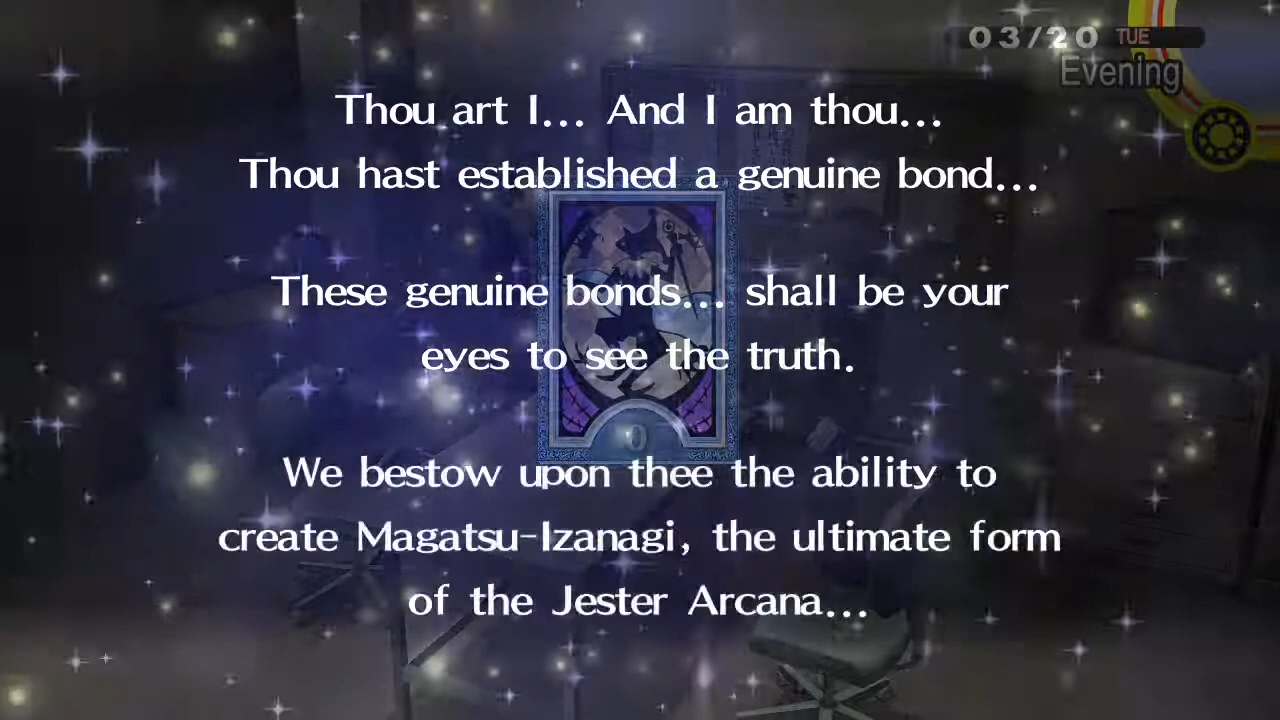 03/20 TUE
Evening
Thou art I... And I am thou...
Thou hast established a genuine bond...
These genuine bonds... shall be your
eyes to see the truth.
We bestow upon thee the ability to
create Magatsu-Izanagi, the ultimate form
of the Jester Arcana...
0